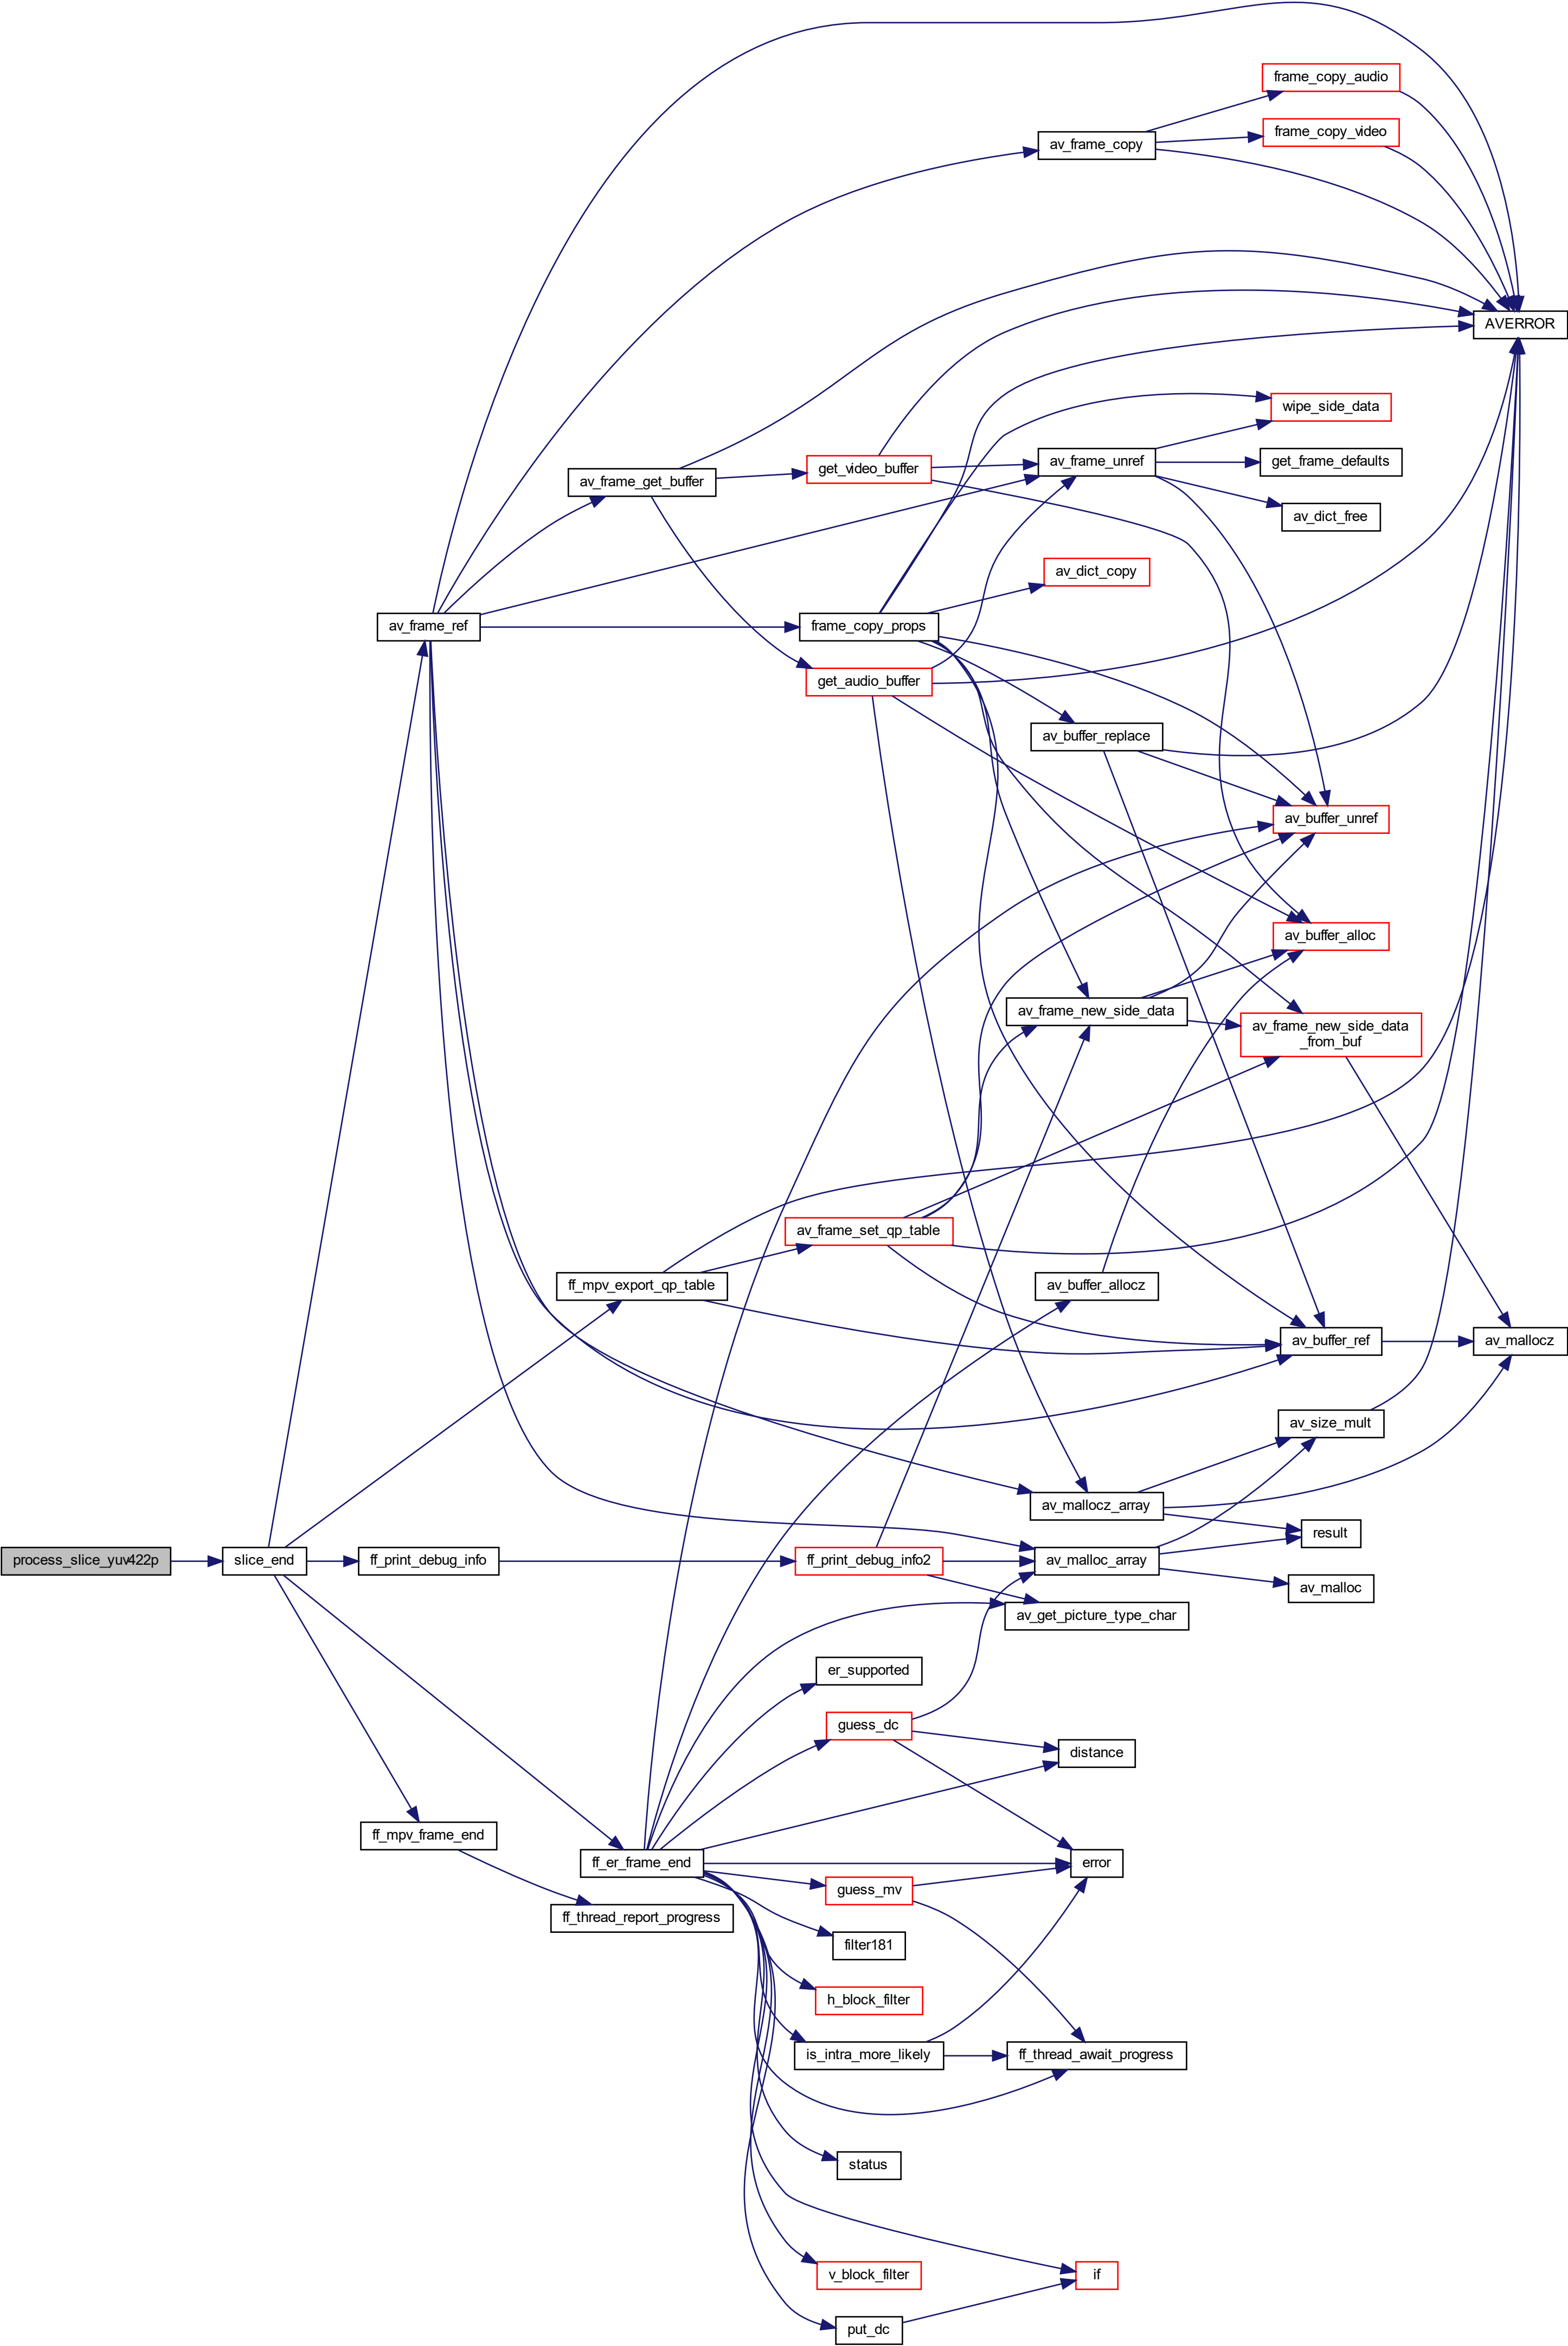 frame_copy_audio
frame_copy_video
av_frame_copy
AVERROR
wipe_side_data
av_frame_unref
get_frame_defaults
get_video_buffer
av_frame_get_buffer
av_dict_free
av_dict_copy
av_frame_ref
frame_copy_props
get_audio_buffer
av_buffer_replace
av_buffer_unref
av_buffer_alloc
av_frame_new_side_data
av_frame_new_side_data
_from_buf
av_frame_set_qp_table
ff_mpv_export_qp_table
av_buffer_allocz
av_buffer_ref
av_mallocz
av_size_mult
av_mallocz_array
result
process_slice_yuv422p
slice_end
ff_print_debug_info
ff_print_debug_info2
av_malloc_array
av_malloc
av_get_picture_type_char
er_supported
guess_dc
distance
ff_mpv_frame_end
ff_er_frame_end
error
guess_mv
ff_thread_report_progress
filter181
h_block_filter
is_intra_more_likely
ff_thread_await_progress
status
v_block_filter
if
put_dc